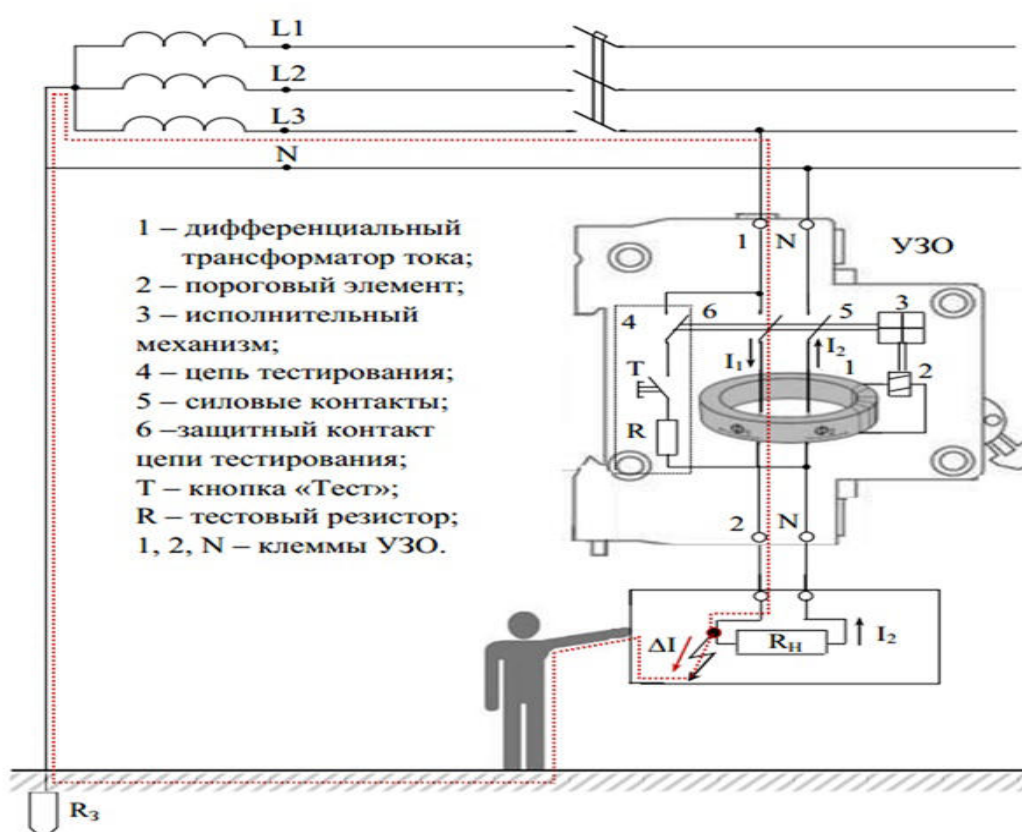 L1
L2
L3
N
1 – дифференциальный
трансформатор тока;
2 – пороговый элемент;
3 – исполнительный
механизм;
4 – цепь тестирования;
5 – силовые контакты;
6 –защитный контакт
цепи тестирования;
Т – кнопка «Тест»;
R – тестовый резистор;
1, 2, N – клеммы УЗО.
1 N
УЗО
4 6 5 3
I₁ I₂ 1 2
T
R
2 N
ΔI
Rн
I₂
R₃